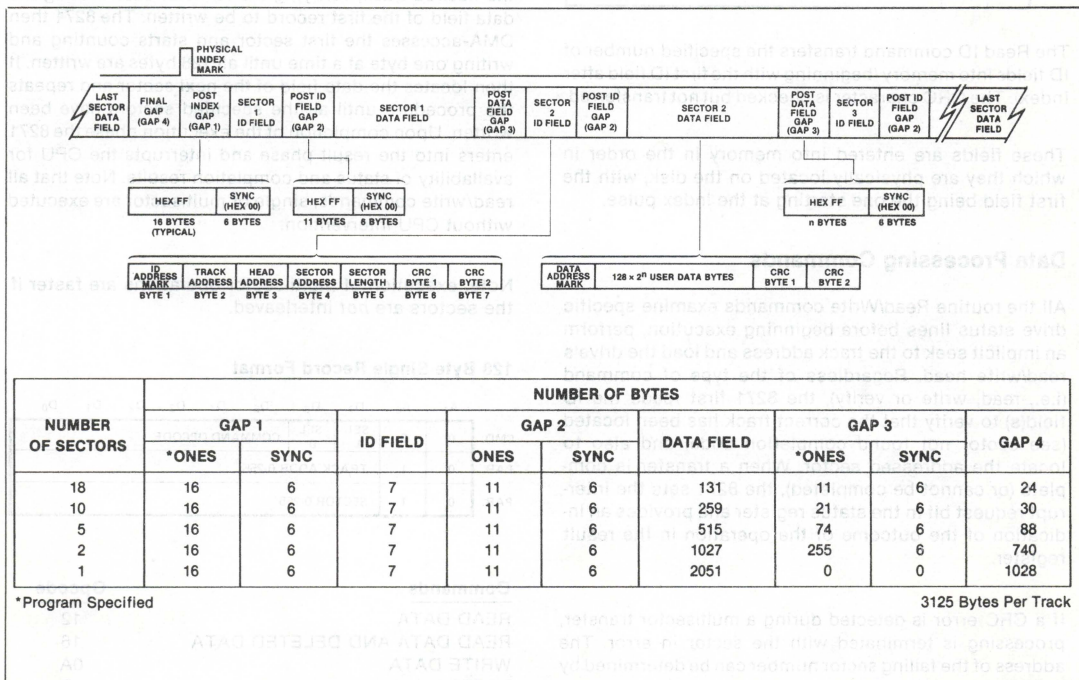 PHYSICAL
INDEX
MARK
LAST
SECTOR
DATA
FIELD
FINAL
GAP
(GAP 4)
POST
INDEX
GAP
(GAP 1)
SECTOR
1
ID FIELD
POST ID
FIELD
GAP
(GAP 2)
SECTOR
DATA FIELD
POST
DATA
FIELD
GAP
(GAP 3)
SECTOR
2
ID FIELD
POST ID
FIELD
GAP
(GAP 2)
DATA FIELD
POST
DATA
FIELD
GAP
(GAP 3)
SECTOR
3
ID FIELD
POST ID
FIELD
GAP
(GAP 2)
LAST
SECTOR
DATA
FIELD
HEX FF
SYNC
(HEX 00)
16 BYTES
(TYPICAL)
6 BYTES
HEX FF
SYNC
(HEX 00)
11 BYTES
6 BYTES
HEX FF
SYNC
(HEX 00)
n BYTES
6 BYTES
ID
ADDRESS
MARK
TRACK
ADDRESS
HEAD
ADDRESS
SECTOR
ADDRESS
SECTOR
LENGTH
CRC
BYTE 1
CRC
BYTE 2
BYTE 1 BYTE 2 BYTE 3 BYTE 4 BYTE 5 BYTE 6 BYTE 7
DATA
ADDRESS
MARK
128 x 2ⁿ USER DATA BYTES
CRC
BYTE 1
CRC
BYTE 2
NUMBER OF SECTORS
NUMBER OF BYTES
GAP 1 ID FIELD GAP 2 DATA FIELD GAP 3 GAP 4
*ONES SYNC ONES SYNC *ONES SYNC
18 16 6 7 11 6 131 11 6 24
10 16 6 7 11 6 259 21 6 30
5 16 6 7 11 6 515 74 6 88
2 16 6 7 11 6 1027 255 6 740
1 16 6 7 11 6 2051 0 0 1028
*Program Specified
3125 Bytes Per Track